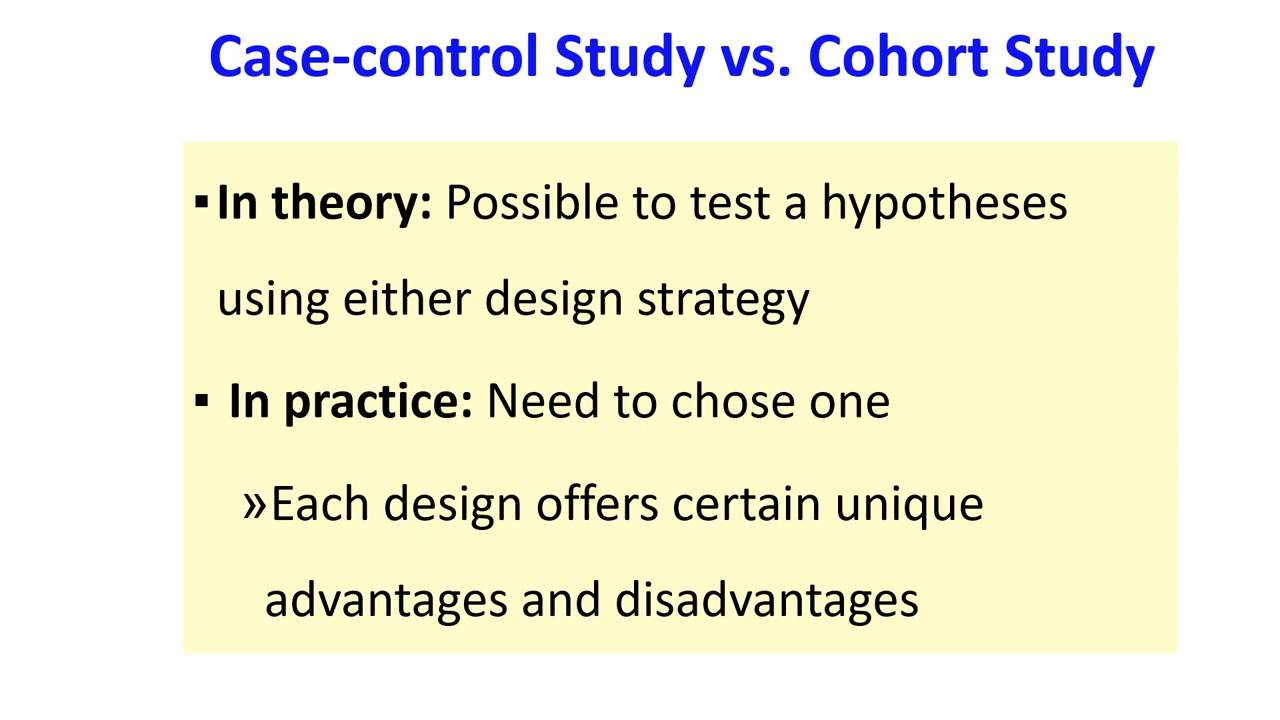 Case-control Study vs. Cohort Study
▪In theory: Possible to test a hypotheses
using either design strategy
▪ In practice: Need to chose one
»Each design offers certain unique
advantages and disadvantages